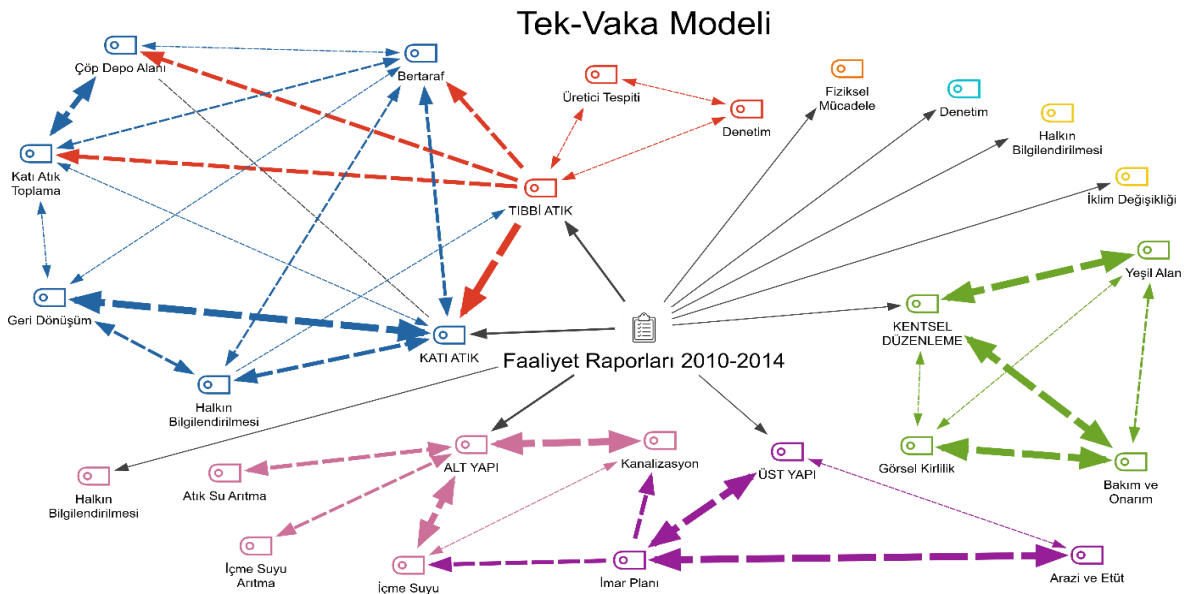 Tek-Vaka Modeli
Çöp Depo Alanı
Bertaraf
Üretici Tespiti
Denetim
Fiziksel
Mücadele
Denetim
Halkın
Bilgilendirilmesi
İklim Değişikliği
Katı Atık
Toplama
TIBBİ ATIK
Yeşil Alan
Geri Dönüşüm
KATI ATIK
KENTSEL
DÜZENLEME
Faaliyet Raporları 2010-2014
Halkın
Bilgilendirilmesi
Halkın
Bilgilendirilmesi
Atık Su Arıtma
ALT YAPI
Kanalizasyon
ÜST YAPI
Görsel Kirlilik
Bakım ve
Onarım
İçme Suyu
Arıtma
İçme Suyu
İmar Planı
Arazi ve Etüt